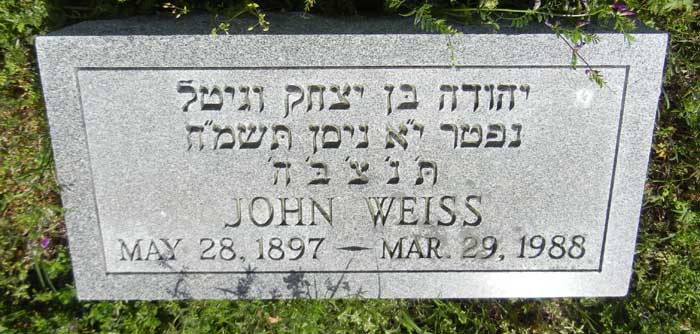 יהודה בן יצחק וגיטל
נפטר י״א ניסן תשמ״ח
ת׳ נ׳ צ׳ ב׳ ה׳
JOHN WEISS
MAY 28, 1897 — MAR. 29, 1988